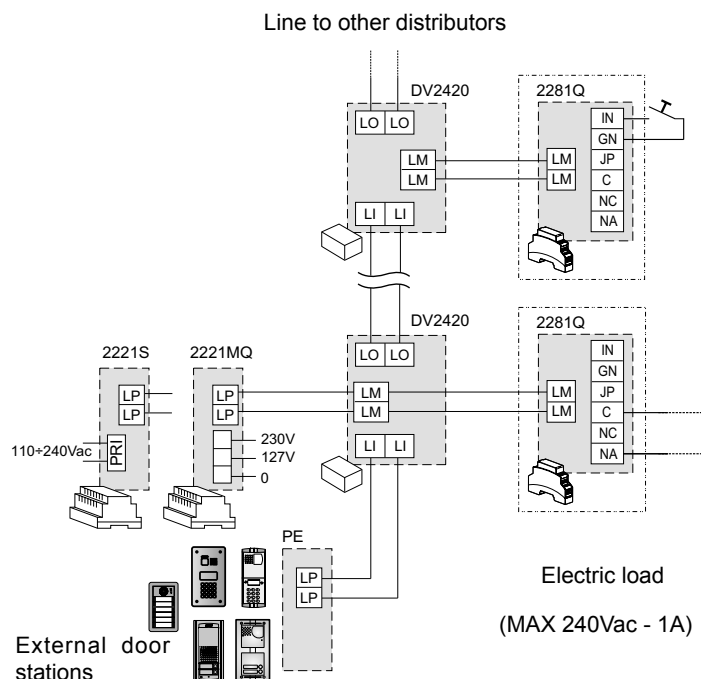 Line to other distributors
DV2420
2281Q
LO LO
IN
GN
LM
LM
JP
LM
LM
C
NC
LI LI
NA
DV2420
2281Q
2221S
2221MQ
LO LO
IN
GN
LP
LP
LM
LM
JP
LP
LP
LM
LM
C
110÷240Vac
PRI
230V
LI LI
NC
127V
NA
0
PE
LP
LP
Electric load
(MAX 240Vac - 1A)
External door
stations